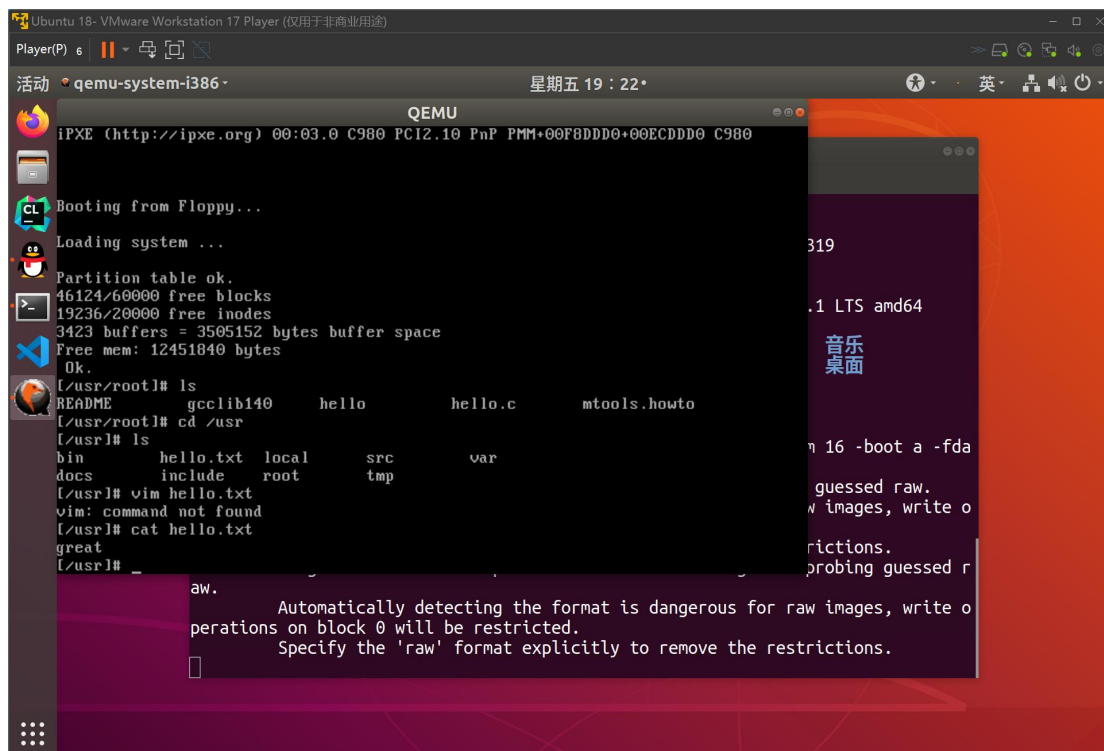 Ubuntu 18- VMware Workstation 17 Player (仅用于非商业用途)
Player(P) 6
活动 qemu-system-i386 星期五 19：22 英
QEMU
iPXE (http://ipxe.org) 00:03.0 C980 PCI2.10 PnP PMM+00F8DDD0+00ECDDD0 C980
Booting from Floppy...
Loading system ...
Partition table ok.
46124/60000 free blocks
19236/20000 free inodes
3423 buffers = 3505152 bytes buffer space
Free mem: 12451840 bytes
Ok.
[/usr/root]# ls
README gcclib140 hello hello.c mtools.howto
[/usr/root]# cd /usr
[/usr]# ls
bin hello.txt local src var
docs include root tmp
[/usr]# vim hello.txt
vim: command not found
[/usr]# cat hello.txt
great
[/usr]# _
319
.1 LTS amd64
音乐
桌面
16 -boot a -fda
guessed raw.
w images, write o
rictions.
probing guessed r
aw.
Automatically detecting the format is dangerous for raw images, write o
perations on block 0 will be restricted.
Specify the 'raw' format explicitly to remove the restrictions.
CL